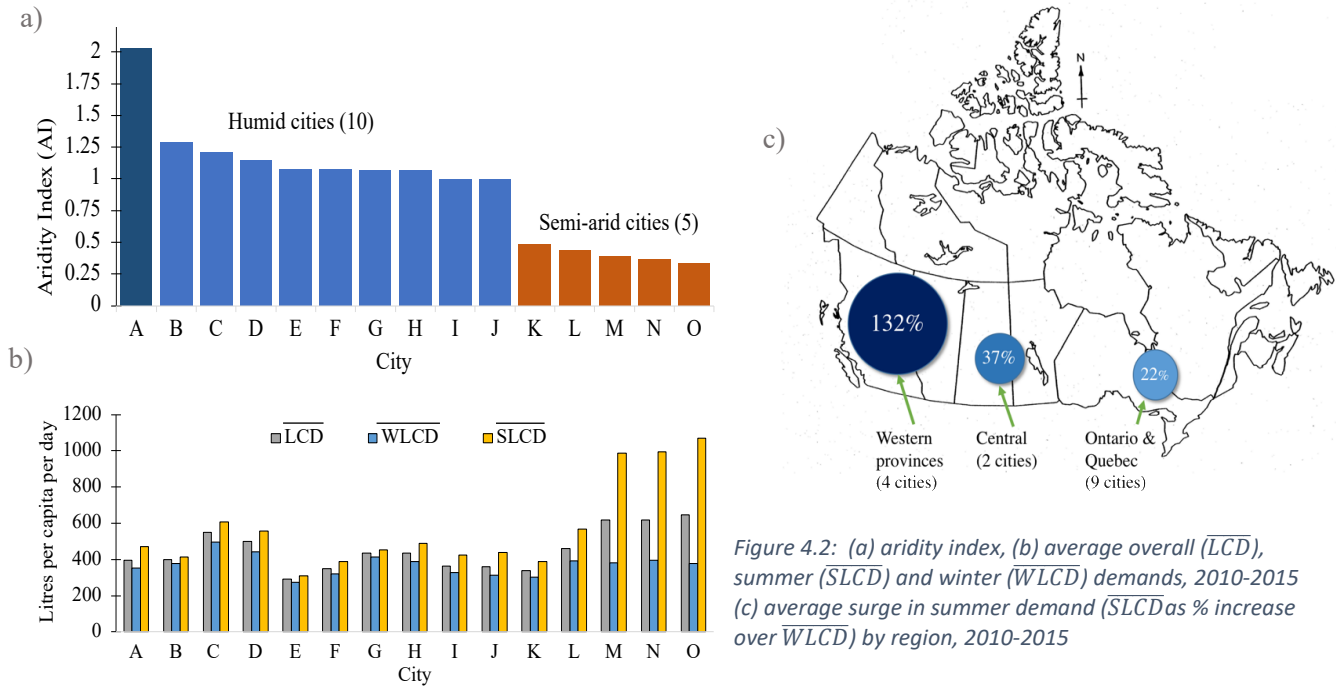 a)
Aridity Index (AI)
2
1.75
1.5
1.25
1
0.75
0.5
0.25
0
Humid cities (10)
Semi-arid cities (5)
A B C D E F G H I J K L M N O
City
b)
Litres per capita per day
1200
1000
800
600
400
200
0
LCD WLCD SLCD
A B C D E F G H I J K L M N O
City
c)
N
132%
37%
22%
Western
provinces
(4 cities)
Central
(2 cities)
Ontario &
Quebec
(9 cities)
Figure 4.2: (a) aridity index, (b) average overall (LCD),
summer (SLCD) and winter (WLCD) demands, 2010-2015
(c) average surge in summer demand (SLCD as % increase
over WLCD) by region, 2010-2015